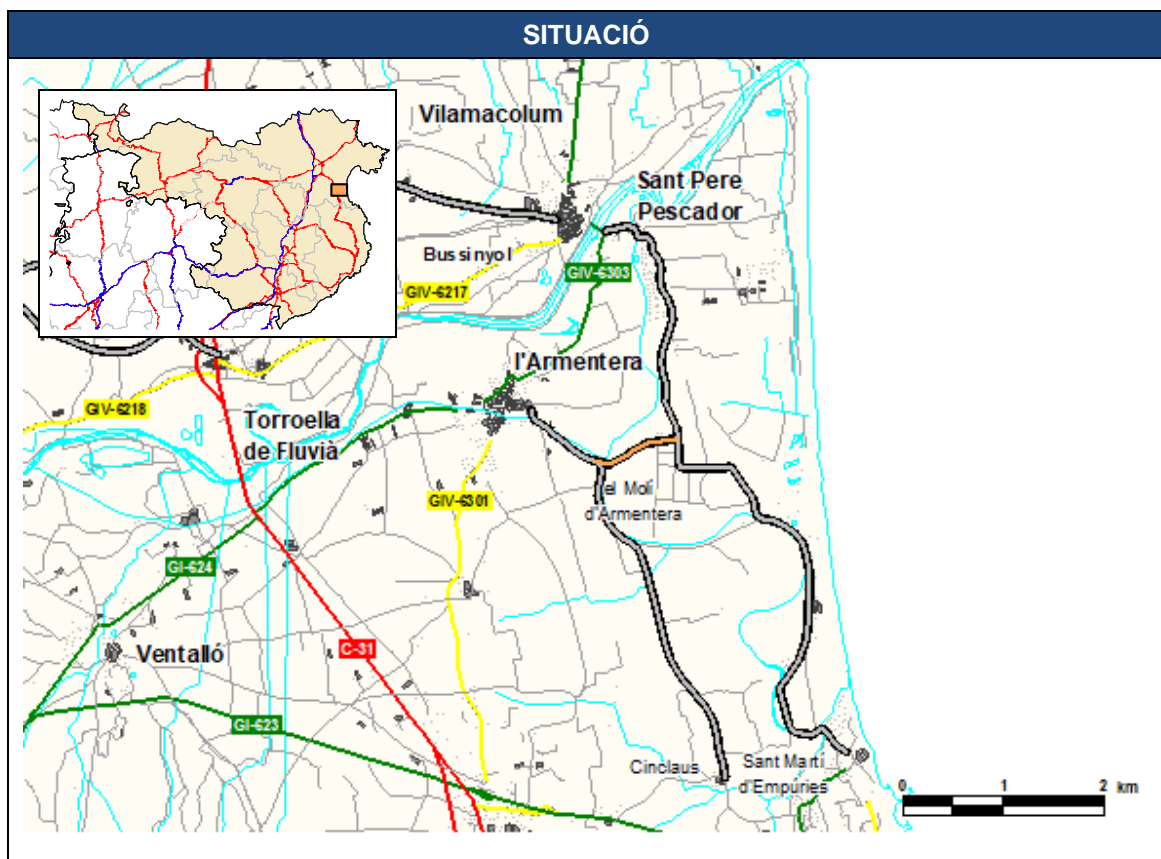 SITUACIÓ
Vilamacolum
Sant Pere
Pescador
Bussinyol
GIV-6303
GIV-6217
l'Armentera
GIV-6218
Torroella
de Fluvià
GIV-6301
el Molí
d'Armentera
GI-624
Ventalló
C-31
GI-623
Cinclaus
Sant Martí
d'Empúries
0 1 2 km